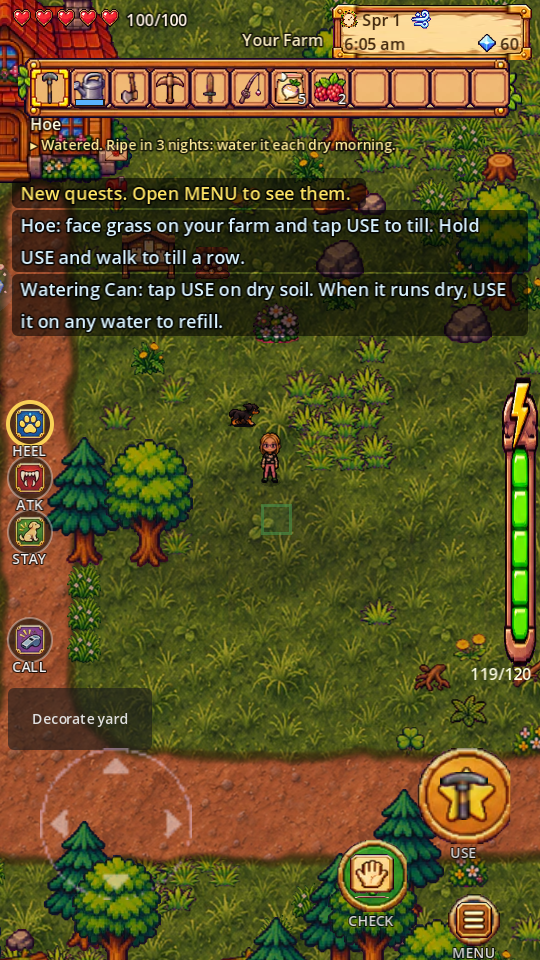 100/100
Spr 1
Your Farm
6:05 am
60
5
2
Hoe
▸ Watered. Ripe in 3 nights: water it each dry morning.
New quests. Open MENU to see them.
Hoe: face grass on your farm and tap USE to till. Hold
USE and walk to till a row.
Watering Can: tap USE on dry soil. When it runs dry, USE
it on any water to refill.
HEEL
ATK
STAY
CALL
119/120
Decorate yard
USE
CHECK
MENU